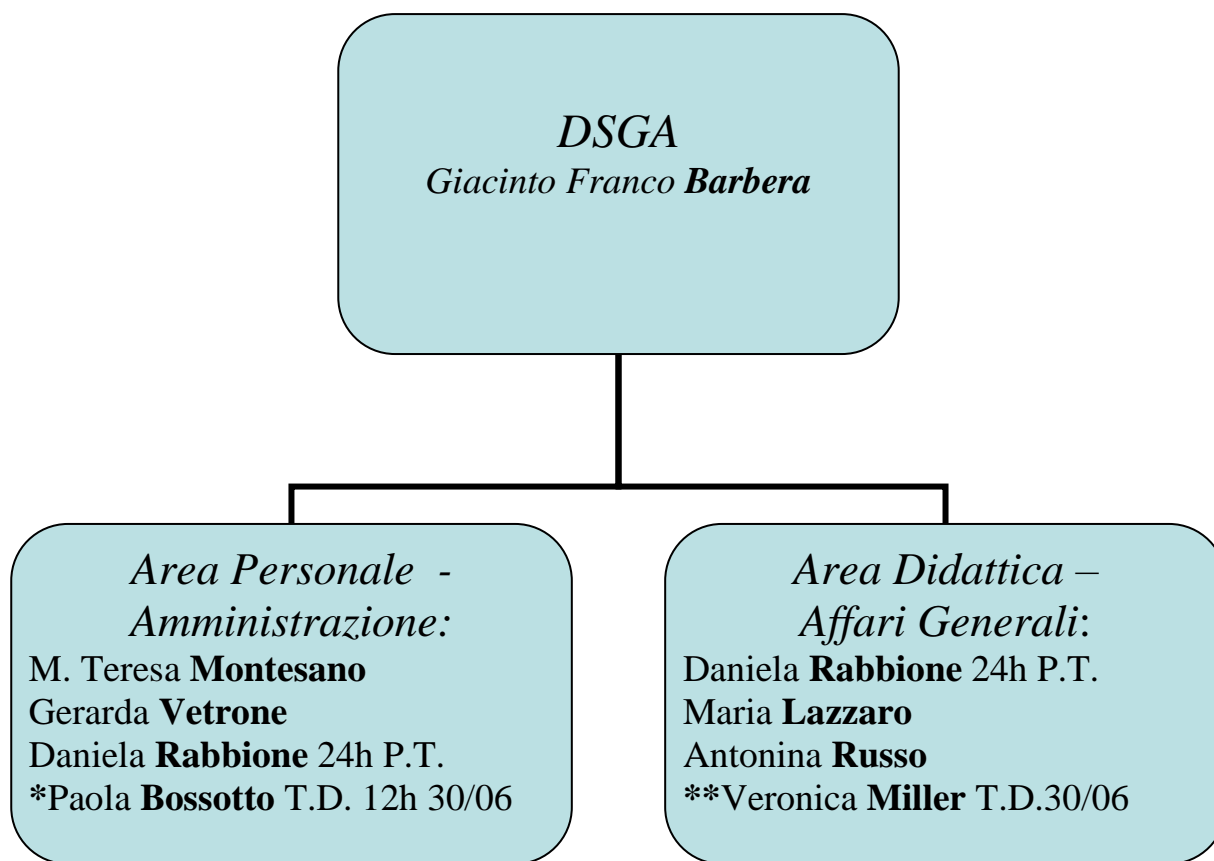 DSGA
Giacinto Franco Barbera
Area Personale -
Amministrazione:
M. Teresa Montesano
Gerarda Vetrone
Daniela Rabbione 24h P.T.
*Paola Bossotto T.D. 12h 30/06
Area Didattica –
Affari Generali:
Daniela Rabbione 24h P.T.
Maria Lazzaro
Antonina Russo
**Veronica Miller T.D.30/06